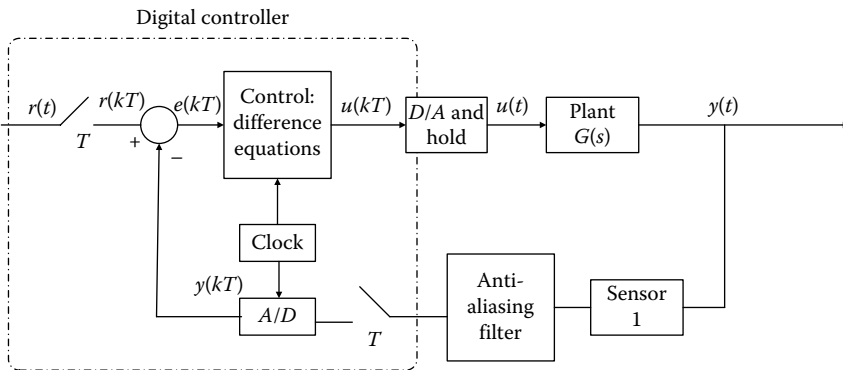 Digital controller
r(t)
T
r(kT)
+
−
e(kT)
Control:
difference
equations
u(kT)
D/A and
hold
u(t)
Plant
G(s)
y(t)
Clock
y(kT)
A/D
T
Anti-
aliasing
filter
Sensor
1